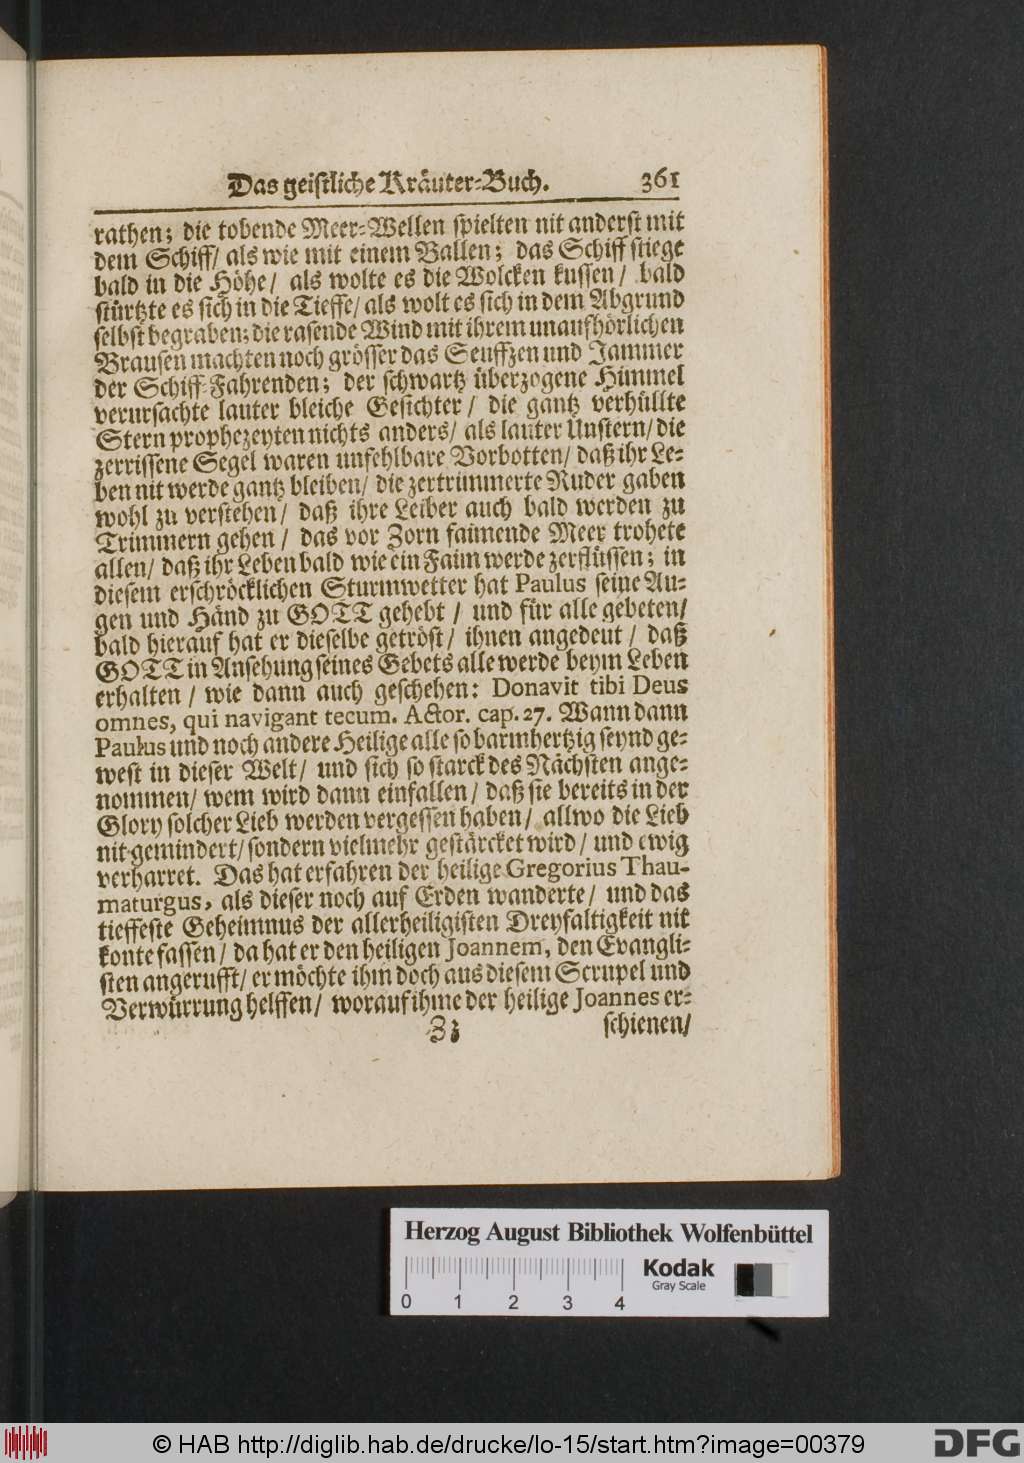 Das geistliche Kräuter-Buch. 361
rathen; die tobende Meer-Wellen spielten nit anderst mit
dem Schiff/ als wie mit einem Ballen; das Schiff stiege
bald in die Höhe/ als wolte es die Wolcken kussen/ bald
stürtzte es sich in die Tieffe/ als wolt es sich in dem Abgrund
selbst begraben; die rasende Wind mit ihrem unaufhörlichen
Brausen machten noch grösser das Seuffzen und Jammer
der Schiff-Fahrenden; der schwartz überzogene Himmel
verursachte lauter bleiche Gesichter/ die gantz verhüllte
Stern prophezeyten nichts anders/ als lauter Unstern/ die
zerrissene Segel waren unfehlbare Vorbotten/ daß ihr Le-
ben nit werde gantz bleiben/ die zertrimmerte Ruder gaben
wohl zu verstehen/ daß ihre Leiber auch bald werden zu
Trimmern gehen/ das vor Zorn faimende Meer trohete
allen/ daß ihr Leben bald wie ein Faim werde zerflüssen; in
diesem erschröcklichen Sturmwetter hat Paulus seine Au-
gen und Händ zu GOTT gehebt/ und für alle gebeten/
bald hierauf hat er dieselbe getröst/ ihnen angedeut/ daß
GOTT in Ansehung seines Gebets alle werde beym Leben
erhalten/ wie dann auch geschehen: Donavit tibi Deus
omnes, qui navigant tecum. Actor. cap. 27. Wann dann
Paulus und noch andere Heilige alle so barmhertzig seynd ge-
west in dieser Welt/ und sich so starck des Nächsten ange-
nommen/ wem wird dann einfallen/ daß sie bereits in der
Glory solcher Lieb werden vergessen haben/ allwo die Lieb
nit gemindert/ sondern vielmehr gestärcket wird/ und ewig
verharret. Das hat erfahren der heilige Gregorius Thau-
maturgus, als dieser noch auf Erden wanderte/ und das
tieffeste Geheimnus der allerheiligisten Dreyfaltigkeit nit
konte fassen/ da hat er den heiligen Joannem, den Evangli-
sten angerufft/ er möchte ihm doch aus diesem Scrupel und
Verwürrung helffen/ worauf ihme der heilige Joannes er-
Z 3 schienen/
Herzog August Bibliothek Wolfenbüttel
Kodak
Gray Scale
0 1 2 3 4
© HAB http://diglib.hab.de/drucke/lo-15/start.htm?image=00379
DFG